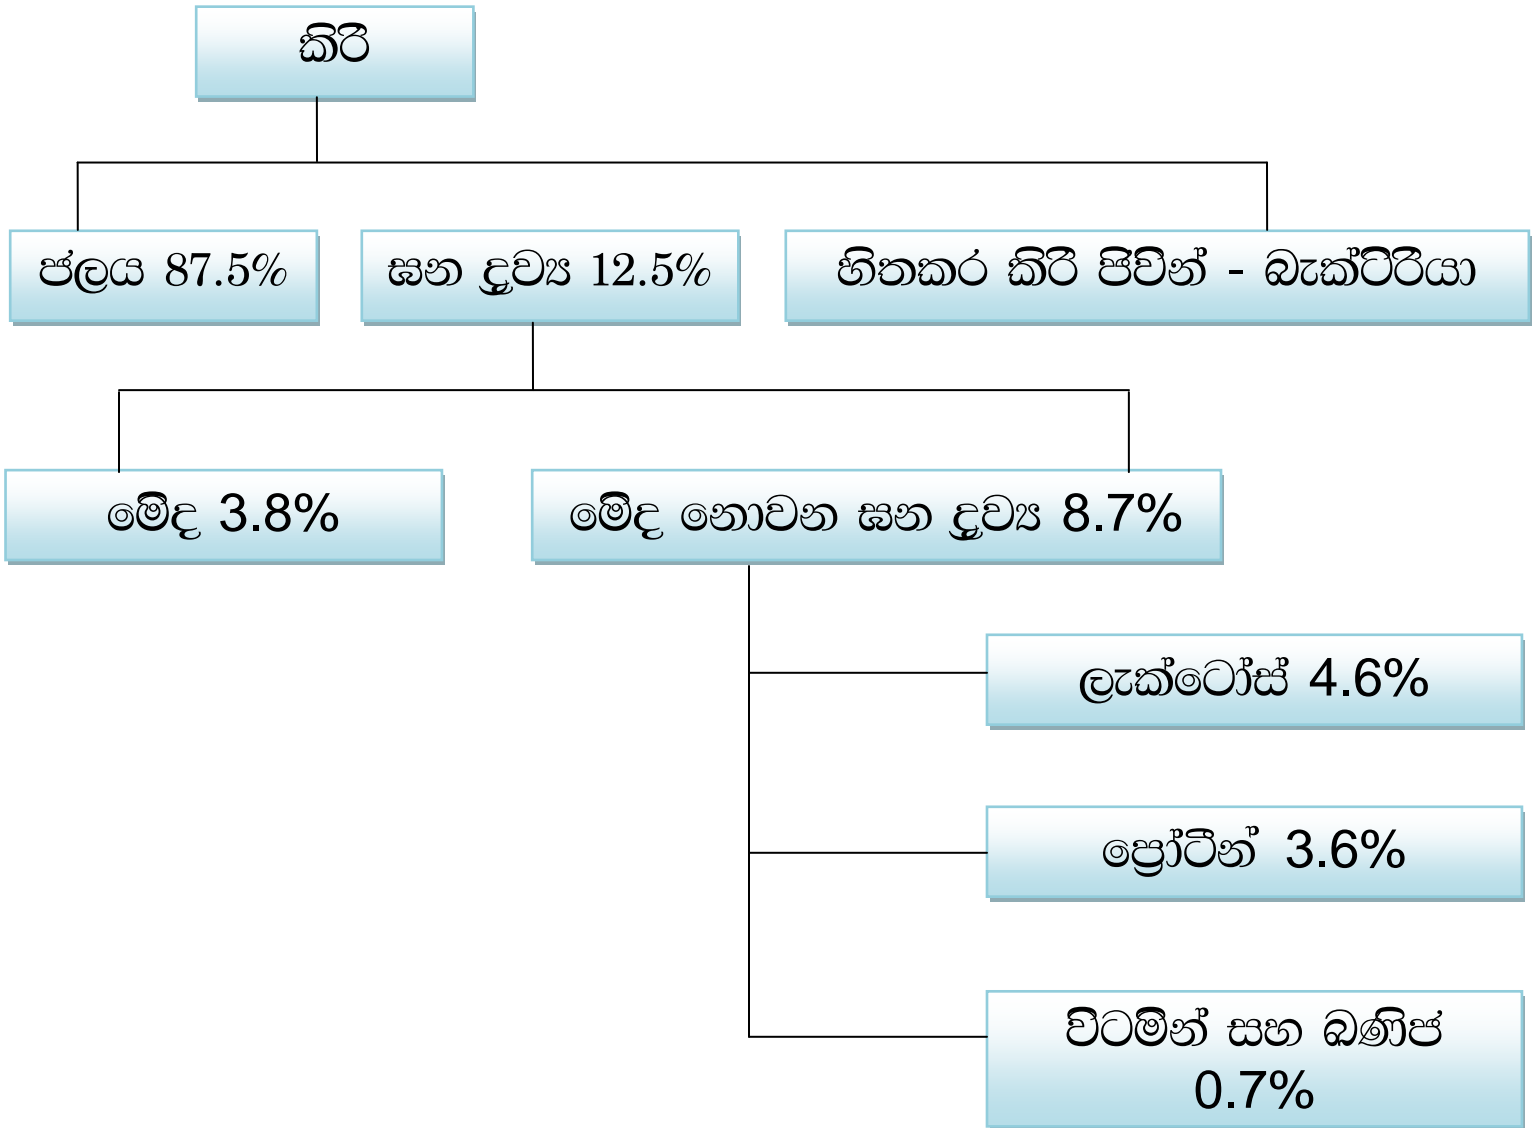 කිරි
ජලය 87.5%
ඝන ද්‍රව්‍ය 12.5%
හිතකර කිරි ජිවින් - බැක්ටිරියා
මේද 3.8%
මේද නොවන ඝන ද්‍රව්‍ය 8.7%
ලැක්ටෝස් 4.6%
ප්‍රෝටීන් 3.6%
විටමින් සහ ඛණිජ
0.7%